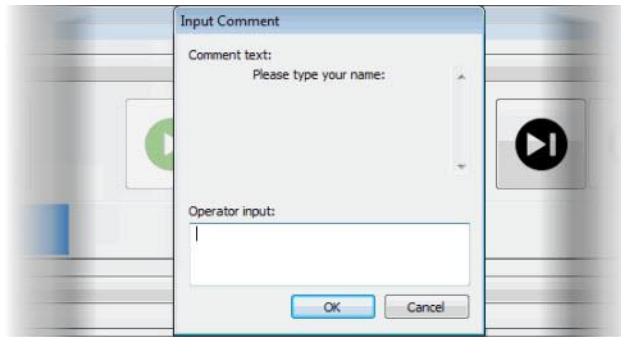 Input Comment
Comment text:
Please type your name:
Operator input:
OK
Cancel